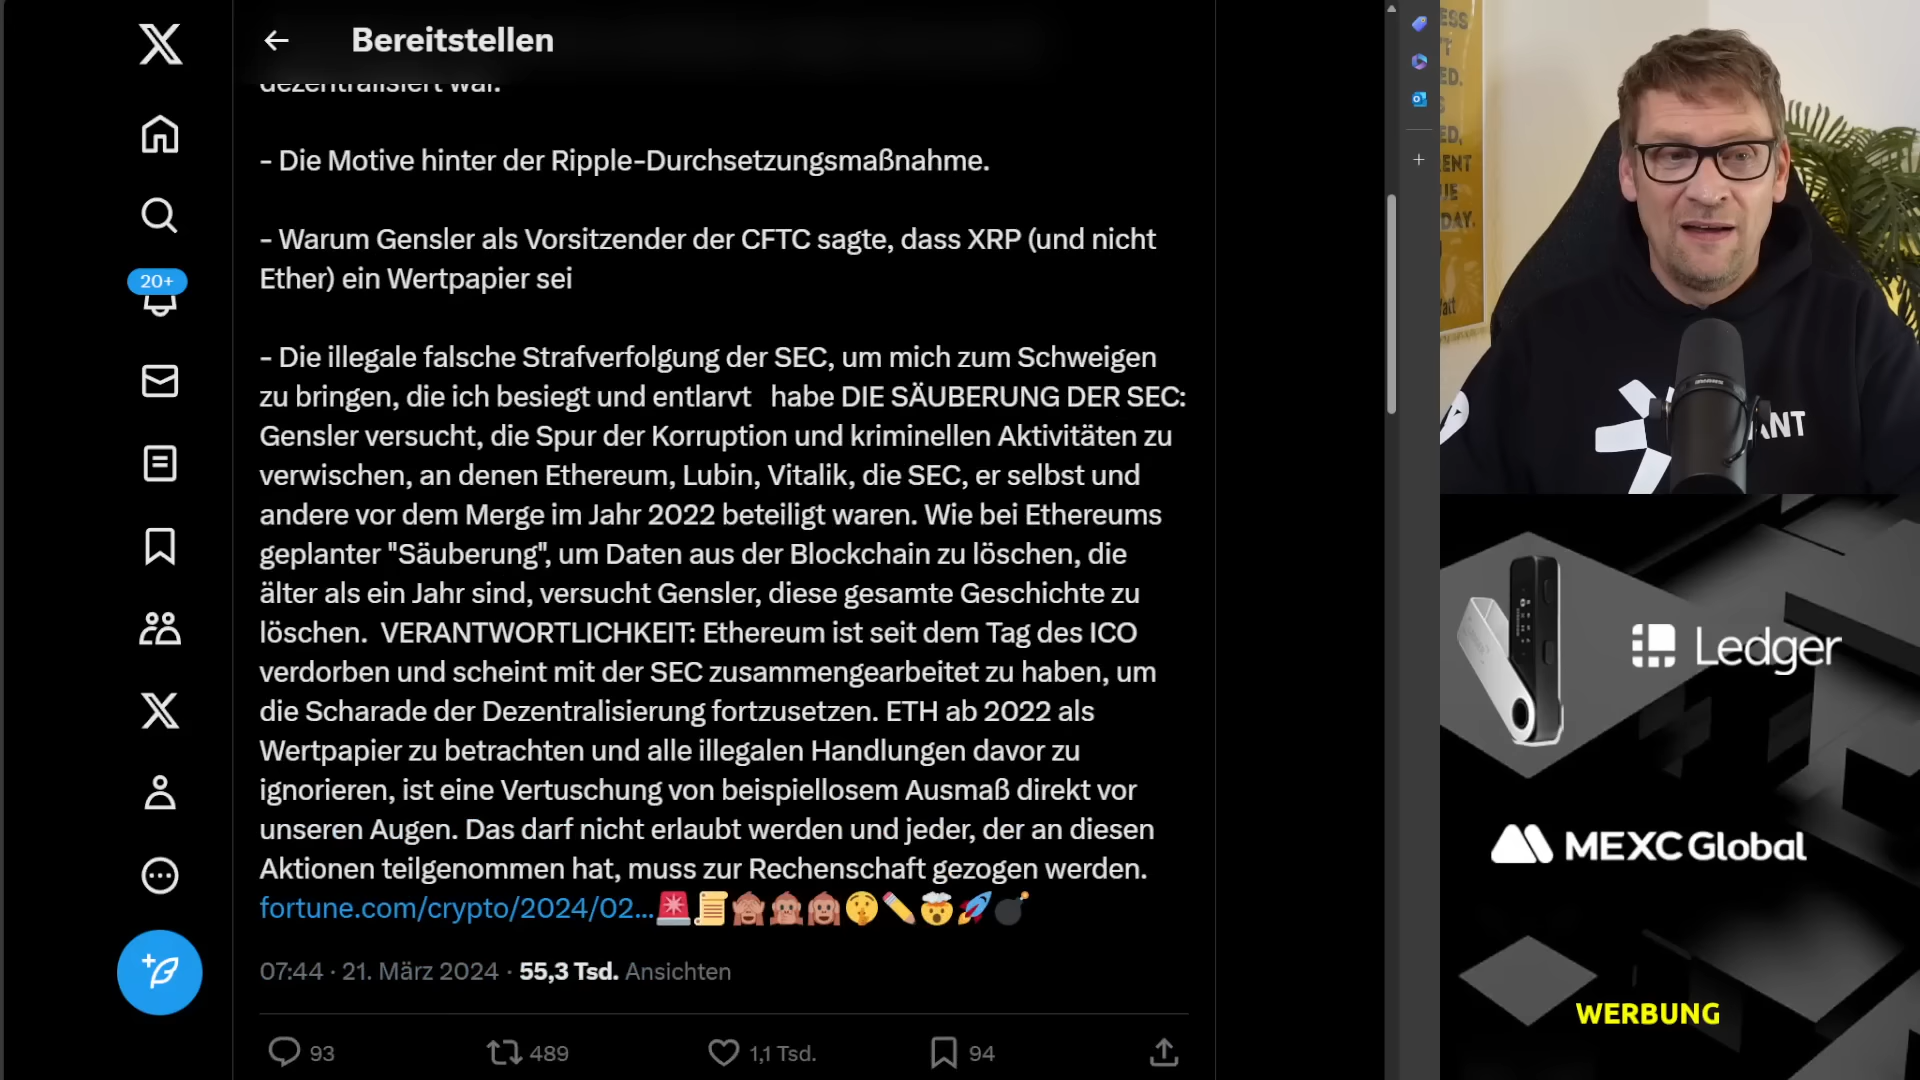 Bereitstellen
dezentralisiert war.
– Die Motive hinter der Ripple-Durchsetzungsmaßnahme.
– Warum Gensler als Vorsitzender der CFTC sagte, dass XRP (und nicht
Ether) ein Wertpapier sei
– Die illegale falsche Strafverfolgung der SEC, um mich zum Schweigen
zu bringen, die ich besiegt und entlarvt   habe DIE SÄUBERUNG DER SEC:
Gensler versucht, die Spur der Korruption und kriminellen Aktivitäten zu
verwischen, an denen Ethereum, Lubin, Vitalik, die SEC, er selbst und
andere vor dem Merge im Jahr 2022 beteiligt waren. Wie bei Ethereums
geplanter "Säuberung", um Daten aus der Blockchain zu löschen, die
älter als ein Jahr sind, versucht Gensler, diese gesamte Geschichte zu
löschen.  VERANTWORTLICHKEIT: Ethereum ist seit dem Tag des ICO
verdorben und scheint mit der SEC zusammengearbeitet zu haben, um
die Scharade der Dezentralisierung fortzusetzen. ETH ab 2022 als
Wertpapier zu betrachten und alle illegalen Handlungen davor zu
ignorieren, ist eine Vertuschung von beispiellosem Ausmaß direkt vor
unseren Augen. Das darf nicht erlaubt werden und jeder, der an diesen
Aktionen teilgenommen hat, muss zur Rechenschaft gezogen werden.
fortune.com/crypto/2024/02…🚨📜🙈🙊🙉🤫✏️🤯🚀💣
07:44 · 21. März 2024 · 55,3 Tsd. Ansichten
93 489 1,1 Tsd. 94
20+
ESS
ED.
ED,
ENT
UE
DAY.
ANT
Ledger
MEXC Global
WERBUNG